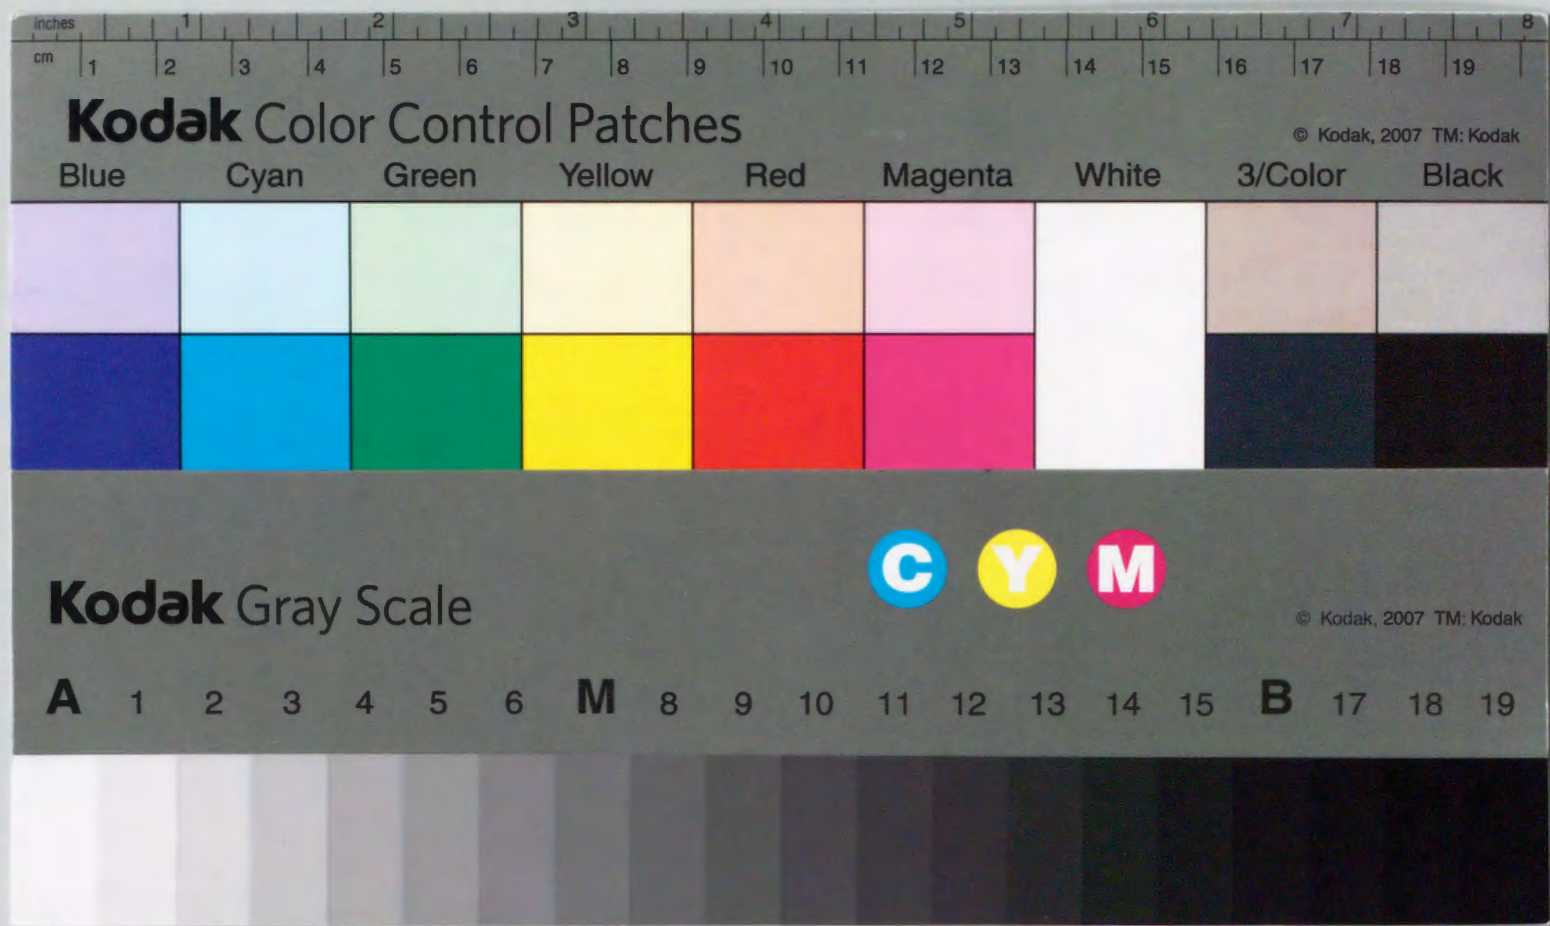 inches 1 2 3 4 5 6 7 8
cm 1 2 3 4 5 6 7 8 9 10 11 12 13 14 15 16 17 18 19
Kodak Color Control Patches
© Kodak, 2007 TM: Kodak
Blue Cyan Green Yellow Red Magenta White 3/Color Black
C Y M
Kodak Gray Scale
© Kodak, 2007 TM: Kodak
A 1 2 3 4 5 6 M 8 9 10 11 12 13 14 15 B 17 18 19